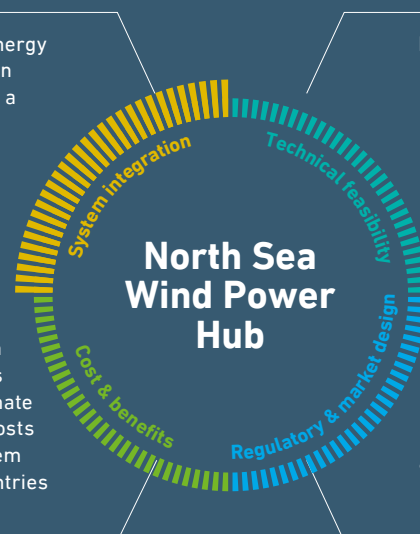 nergy
n
a
System integration
Technical feasibility
North Sea
Wind Power
Hub
Cost & benefits
Regulatory & market design
s
nate
osts
em
ntries